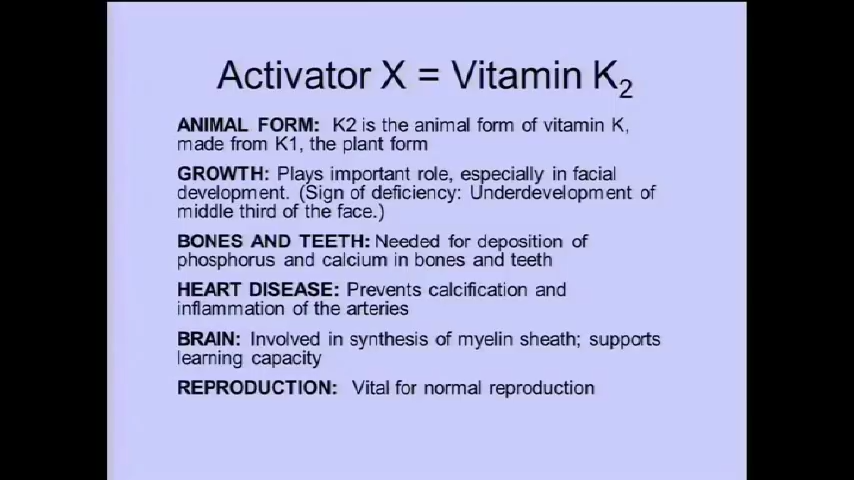 Activator X = Vitamin K₂
ANIMAL FORM: K2 is the animal form of vitamin K,
made from K1, the plant form
GROWTH: Plays important role, especially in facial
development. (Sign of deficiency: Underdevelopment of
middle third of the face.)
BONES AND TEETH: Needed for deposition of
phosphorus and calcium in bones and teeth
HEART DISEASE: Prevents calcification and
inflammation of the arteries
BRAIN: Involved in synthesis of myelin sheath; supports
learning capacity
REPRODUCTION: Vital for normal reproduction